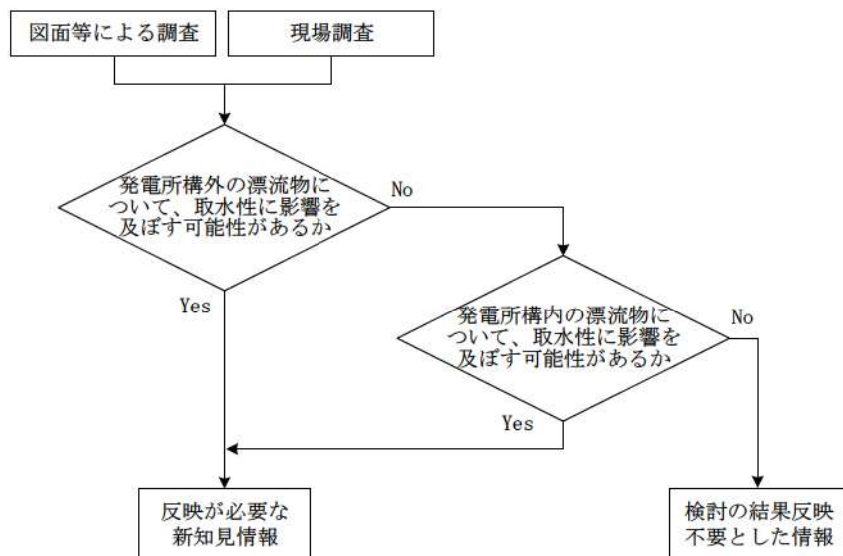 図面等による調査
現場調査
発電所構外の漂流物に
ついて、取水性に影響を
及ぼす可能性があるか
No
Yes
発電所構内の漂流物に
ついて、取水性に影響を
及ぼす可能性があるか
No
Yes
反映が必要な
新知見情報
検討の結果反映
不要とした情報